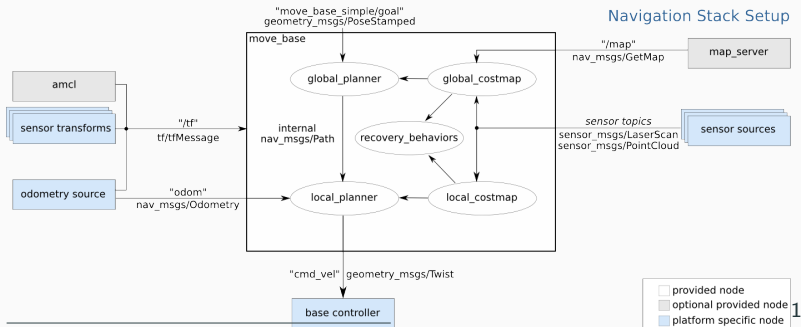 "move_base_simple/goal"
geometry_msgs/PoseStamped
Navigation Stack Setup
move_base
"/map"
nav_msgs/GetMap
map_server
global_planner
global_costmap
amcl
sensor transforms
"/tf"
tf/tfMessage
internal
nav_msgs/Path
recovery_behaviors
sensor topics
sensor_msgs/LaserScan
sensor_msgs/PointCloud
sensor sources
odometry source
"odom"
nav_msgs/Odometry
local_planner
local_costmap
"cmd_vel" geometry_msgs/Twist
base controller
provided node
optional provided node
platform specific node
1